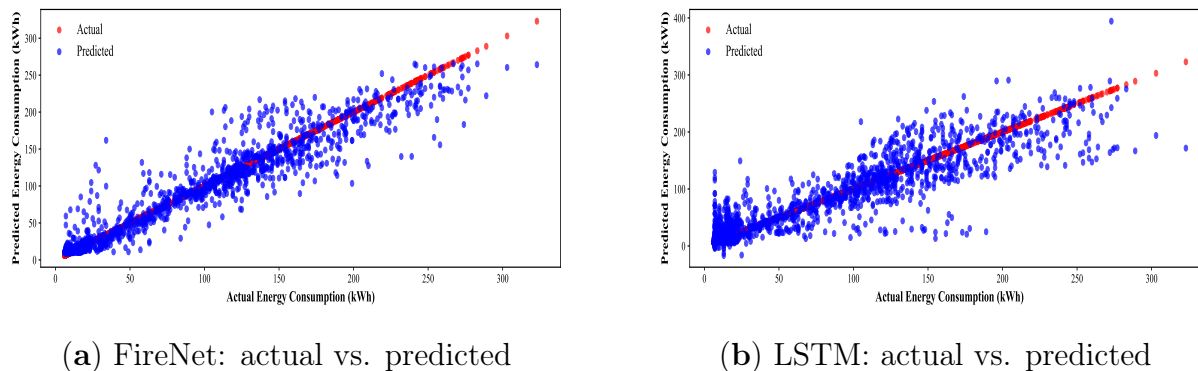 Predicted Energy Consumption (kWh)
300
250
200
150
100
50
0
Actual
Predicted
0
50
100
150
200
250
300
Actual Energy Consumption (kWh)
(a) FireNet: actual vs. predicted
Predicted Energy Consumption (kWh)
400
300
200
100
0
Actual
Predicted
0
50
100
150
200
250
300
Actual Energy Consumption (kWh)
(b) LSTM: actual vs. predicted